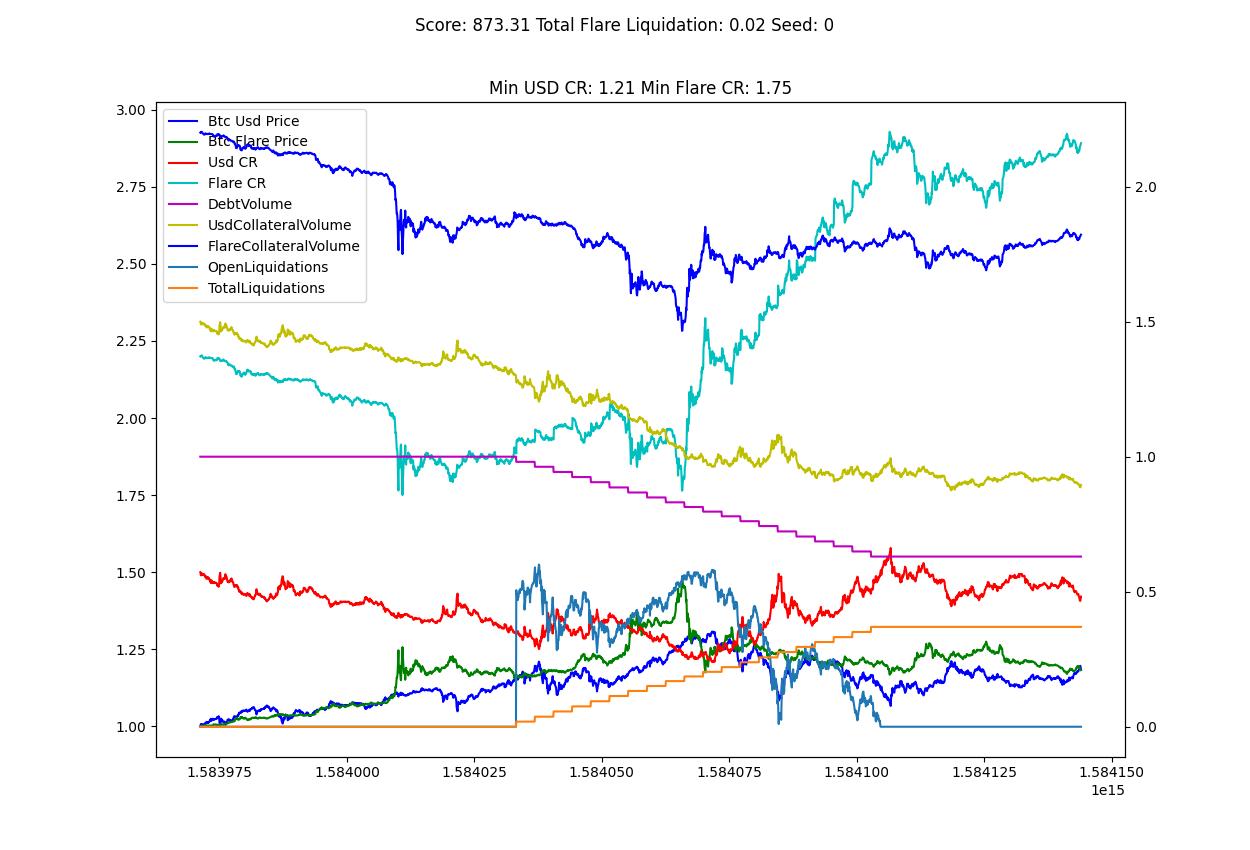 Score: 873.31 Total Flare Liquidation: 0.02 Seed: 0
Min USD CR: 1.21 Min Flare CR: 1.75
Btc Usd Price
Btc Flare Price
Usd CR
Flare CR
DebtVolume
UsdCollateralVolume
FlareCollateralVolume
OpenLiquidations
TotalLiquidations
3.00
2.75
2.50
2.25
2.00
1.75
1.50
1.25
1.00
2.0
1.5
1.0
0.5
0.0
1.583975 1.584000 1.584025 1.584050 1.584075 1.584100 1.584125 1.584150
1e15